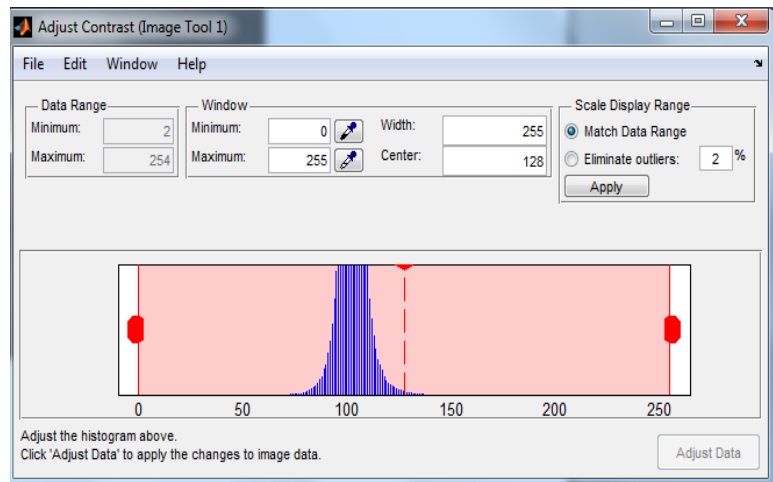 Adjust Contrast (Image Tool 1)
File Edit Window Help
Data Range
Minimum: 2
Maximum: 254
Window
Minimum: 0
Maximum: 255
Width: 255
Center: 128
Scale Display Range
Match Data Range
Eliminate outliers: 2 %
Apply
0 50 100 150 200 250
Adjust the histogram above.
Click 'Adjust Data' to apply the changes to image data.
Adjust Data